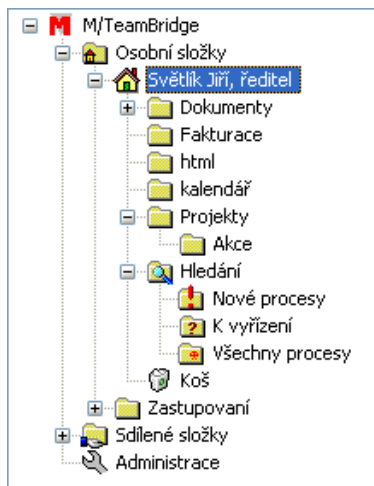 M/TeamBridge
Osobní složky
Světlík Jiří, ředitel
Dokumenty
Fakturace
html
kalendář
Projekty
Akce
Hledání
Nové procesy
K vyřízení
Všechny procesy
Koš
Zastupovaní
Sdílené složky
Administrace